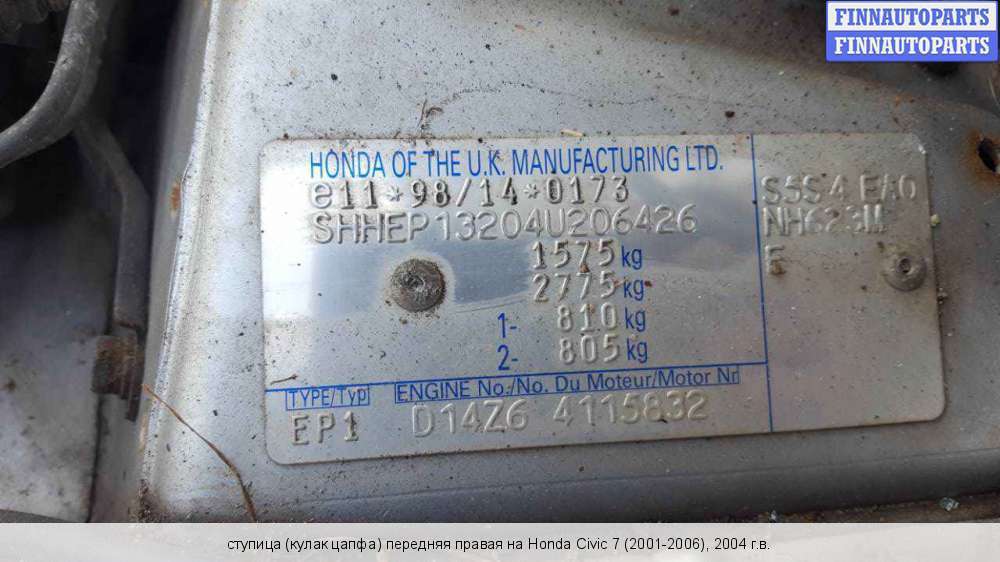 FINNAUTOPARTS
FINNAUTOPARTS
HONDA OF THE U.K. MANUFACTURING LTD.
e11*98/14*0173
SHHEP13204U206426
1575 kg
2775 kg
1- 810 kg
2- 805 kg
S5S4 EA0
NH623M
TYPE/Typ ENGINE No./No. Du Moteur/Motor Nr
EP1 D14Z6 4115832
ступица (кулак цапфа) передняя правая на Honda Civic 7 (2001-2006), 2004 г.в.